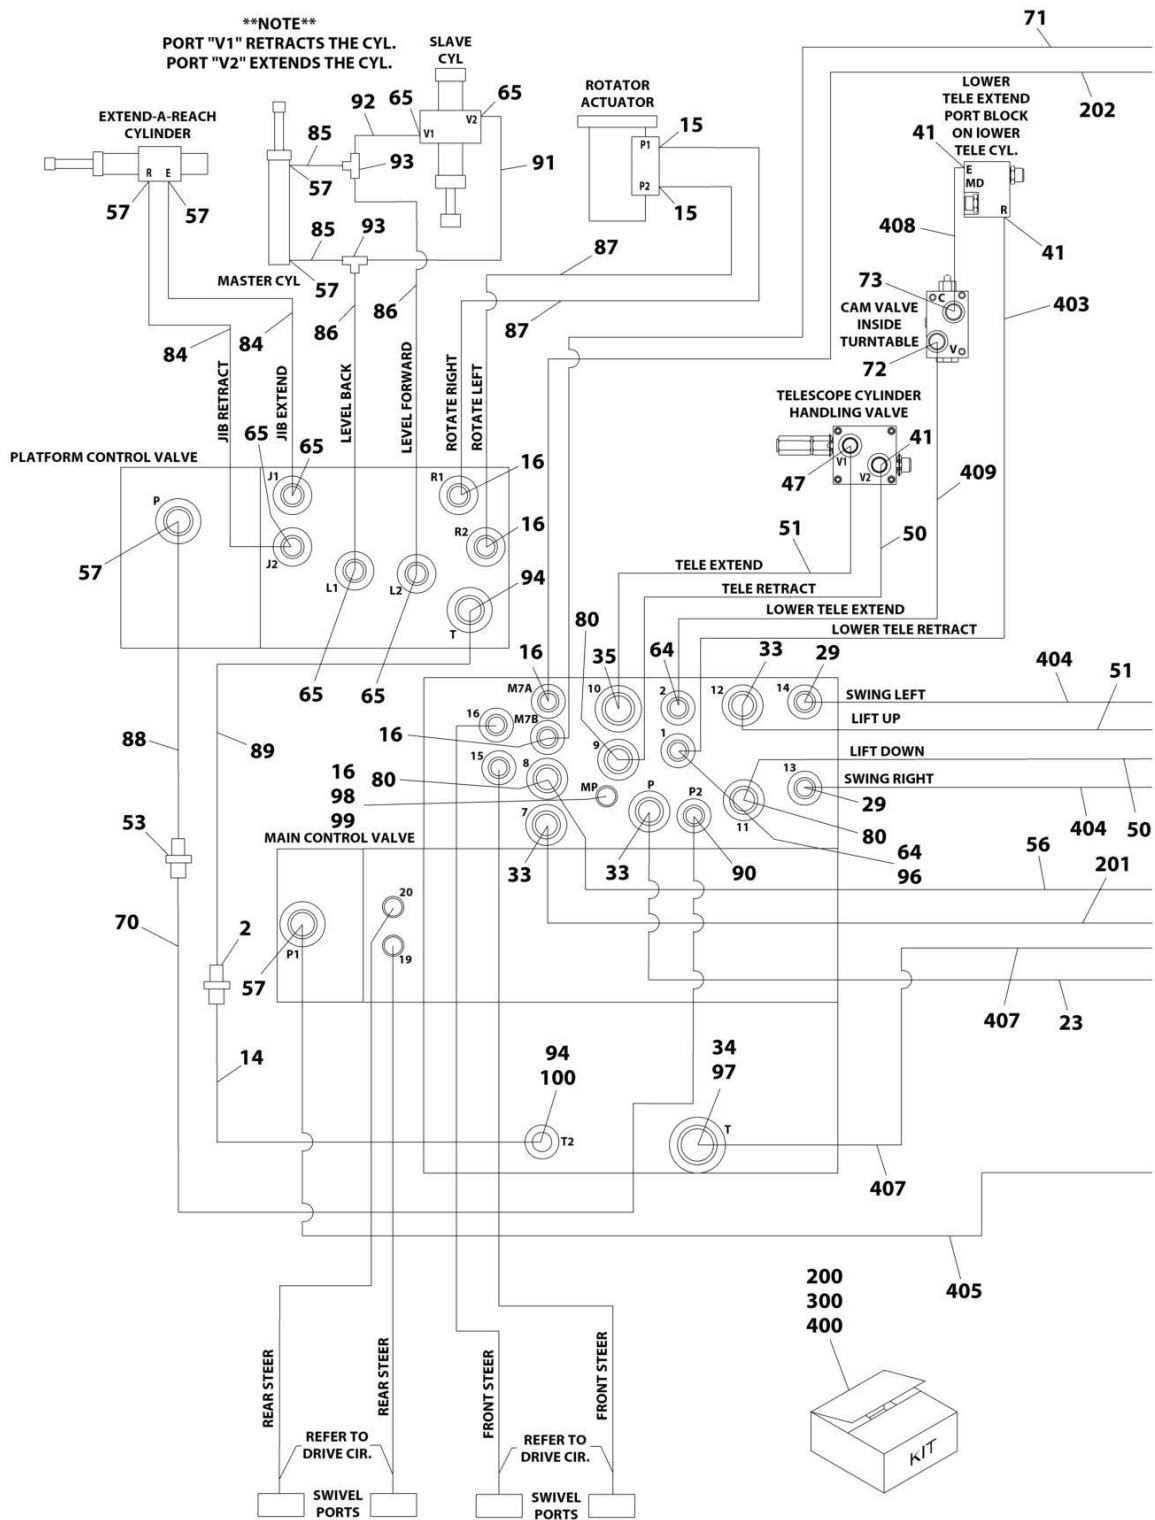 **NOTE**
PORT "V1" RETRACTS THE CYL.
PORT "V2" EXTENDS THE CYL.
SLAVE
CYL
71
202
EXTEND-A-REACH
CYLINDER
R E
57
57
92
65
65
V1
V2
85
93
57
91
85
93
MASTER CYL
57
ROTATOR
ACTUATOR
P1
P2
15
15
LOWER
TELE EXTEND
PORT BLOCK
ON lOWER
TELE CYL.
41
E
MD
R
41
408
403
73
C
CAM VALVE
INSIDE
TURNTABLE
V
72
84
84
86
86
87
87
JIB RETRACT
JIB EXTEND
LEVEL BACK
LEVEL FORWARD
ROTATE RIGHT
ROTATE LEFT
TELESCOPE CYLINDER
HANDLING VALVE
V1
V2
47
41
409
51
50
PLATFORM CONTROL VALVE
P
57
65
65
J1
J2
L1
L2
65
65
R1
16
R2
16
T
94
TELE EXTEND
TELE RETRACT
LOWER TELE EXTEND
LOWER TELE RETRACT
80
16
35
64
33
29
M7A
10
2
12
14
SWING LEFT
404
51
LIFT UP
16
M7B
16
15
8
9
1
LIFT DOWN
13
SWING RIGHT
29
404
50
88
89
16
98
99
80
MP
P
P2
11
7
80
64
96
53
MAIN CONTROL VALVE
33
33
90
56
201
70
2
57
P1
20
19
407
23
14
94
100
T2
34
97
T
407
405
200
300
400
KIT
REAR STEER
REAR STEER
FRONT STEER
FRONT STEER
REFER TO
DRIVE CIR.
REFER TO
DRIVE CIR.
SWIVEL
PORTS
SWIVEL
PORTS